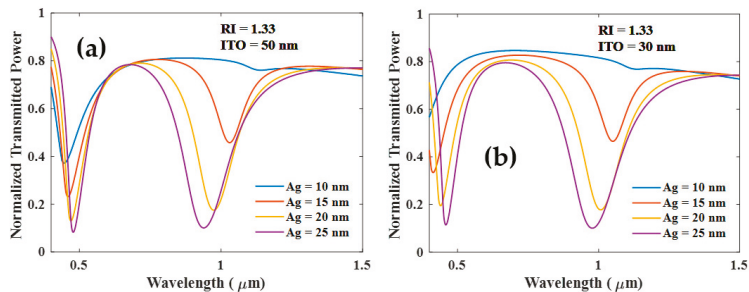 (a)
RI = 1.33
ITO = 50 nm
Normalized Transmitted Power
1
0.8
0.6
0.4
0.2
0
Ag = 10 nm
Ag = 15 nm
Ag = 20 nm
Ag = 25 nm
0.5
1
1.5
Wavelength ( μm)
RI = 1.33
ITO = 30 nm
Normalized Transmitted Power
1
0.8
0.6
0.4
0.2
0
(b)
Ag = 10 nm
Ag = 15 nm
Ag = 20 nm
Ag = 25 nm
0.5
1
1.5
Wavelength ( μm)